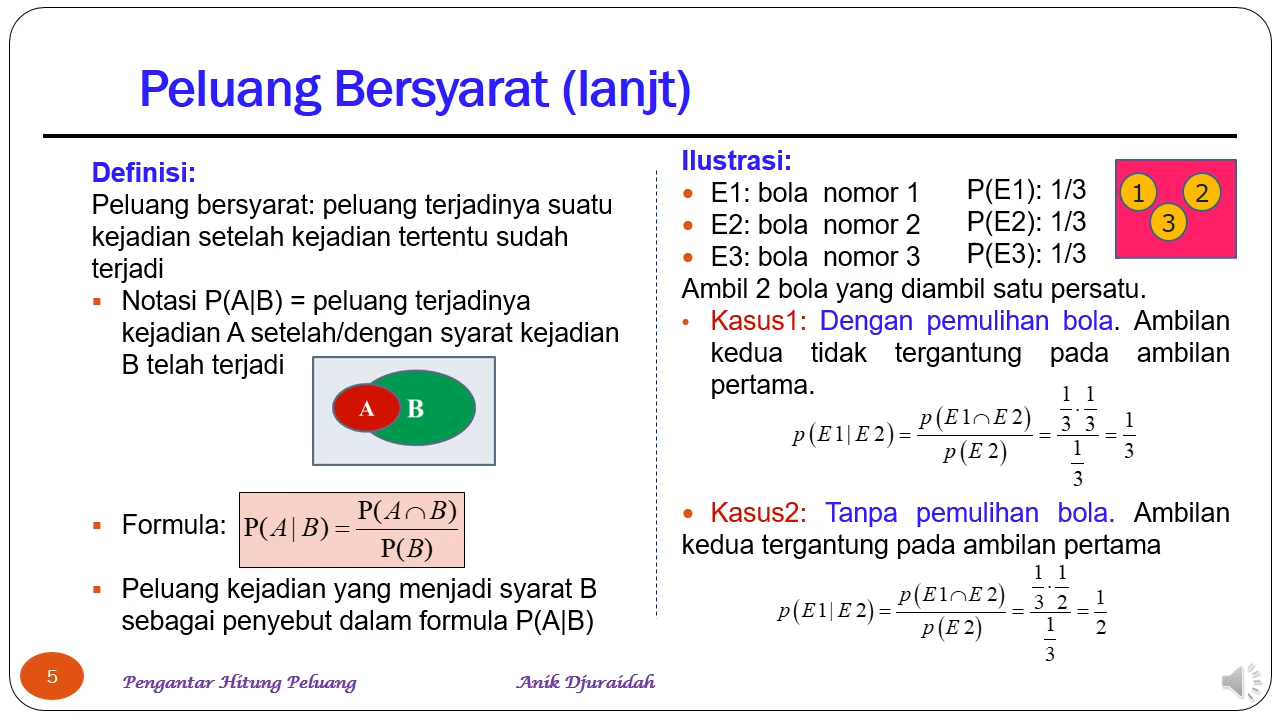 Peluang Bersyarat (lanjt)
Definisi:
Peluang bersyarat: peluang terjadinya suatu
kejadian setelah kejadian tertentu sudah
terjadi
▪ Notasi P(A|B) = peluang terjadinya
kejadian A setelah/dengan syarat kejadian
B telah terjadi
A B
▪ Formula: P(A | B) = P(A ∩ B) / P(B)
▪ Peluang kejadian yang menjadi syarat B
sebagai penyebut dalam formula P(A|B)
Ilustrasi:
• E1: bola nomor 1 P(E1): 1/3
• E2: bola nomor 2 P(E2): 1/3
• E3: bola nomor 3 P(E3): 1/3
1 2
3
Ambil 2 bola yang diambil satu persatu.
• Kasus1: Dengan pemulihan bola. Ambilan
kedua tidak tergantung pada ambilan
pertama.
p(E1 | E2) = p(E1 ∩ E2) / p(E2) = (1/3 . 1/3) / (1/3) = 1/3
• Kasus2: Tanpa pemulihan bola. Ambilan
kedua tergantung pada ambilan pertama
p(E1 | E2) = p(E1 ∩ E2) / p(E2) = (1/3 . 1/2) / (1/3) = 1/2
5
Pengantar Hitung Peluang Anik Djuraidah